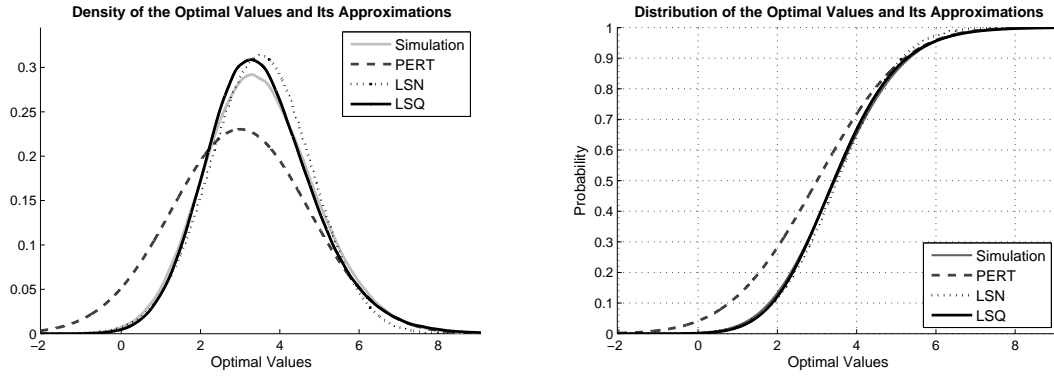 Density of the Optimal Values and Its Approximations
0.3
0.25
0.2
0.15
0.1
0.05
0
−2
0
2
4
6
8
Optimal Values
Simulation
PERT
LSN
LSQ
Distribution of the Optimal Values and Its Approximations
1
0.9
0.8
0.7
0.6
0.5
0.4
0.3
0.2
0.1
0
−2
0
2
4
6
8
Probability
Optimal Values
Simulation
PERT
LSN
LSQ